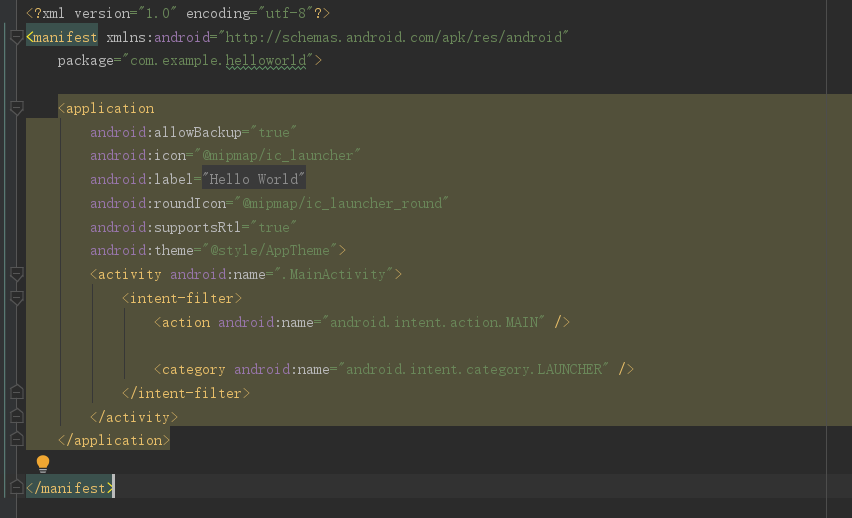 <?xml version="1.0" encoding="utf-8"?>
<manifest xmlns:android="http://schemas.android.com/apk/res/android"
    package="com.example.helloworld">

    <application
        android:allowBackup="true"
        android:icon="@mipmap/ic_launcher"
        android:label="Hello World"
        android:roundIcon="@mipmap/ic_launcher_round"
        android:supportsRtl="true"
        android:theme="@style/AppTheme">
        <activity android:name=".MainActivity">
            <intent-filter>
                <action android:name="android.intent.action.MAIN" />

                <category android:name="android.intent.category.LAUNCHER" />
            </intent-filter>
        </activity>
    </application>

</manifest>